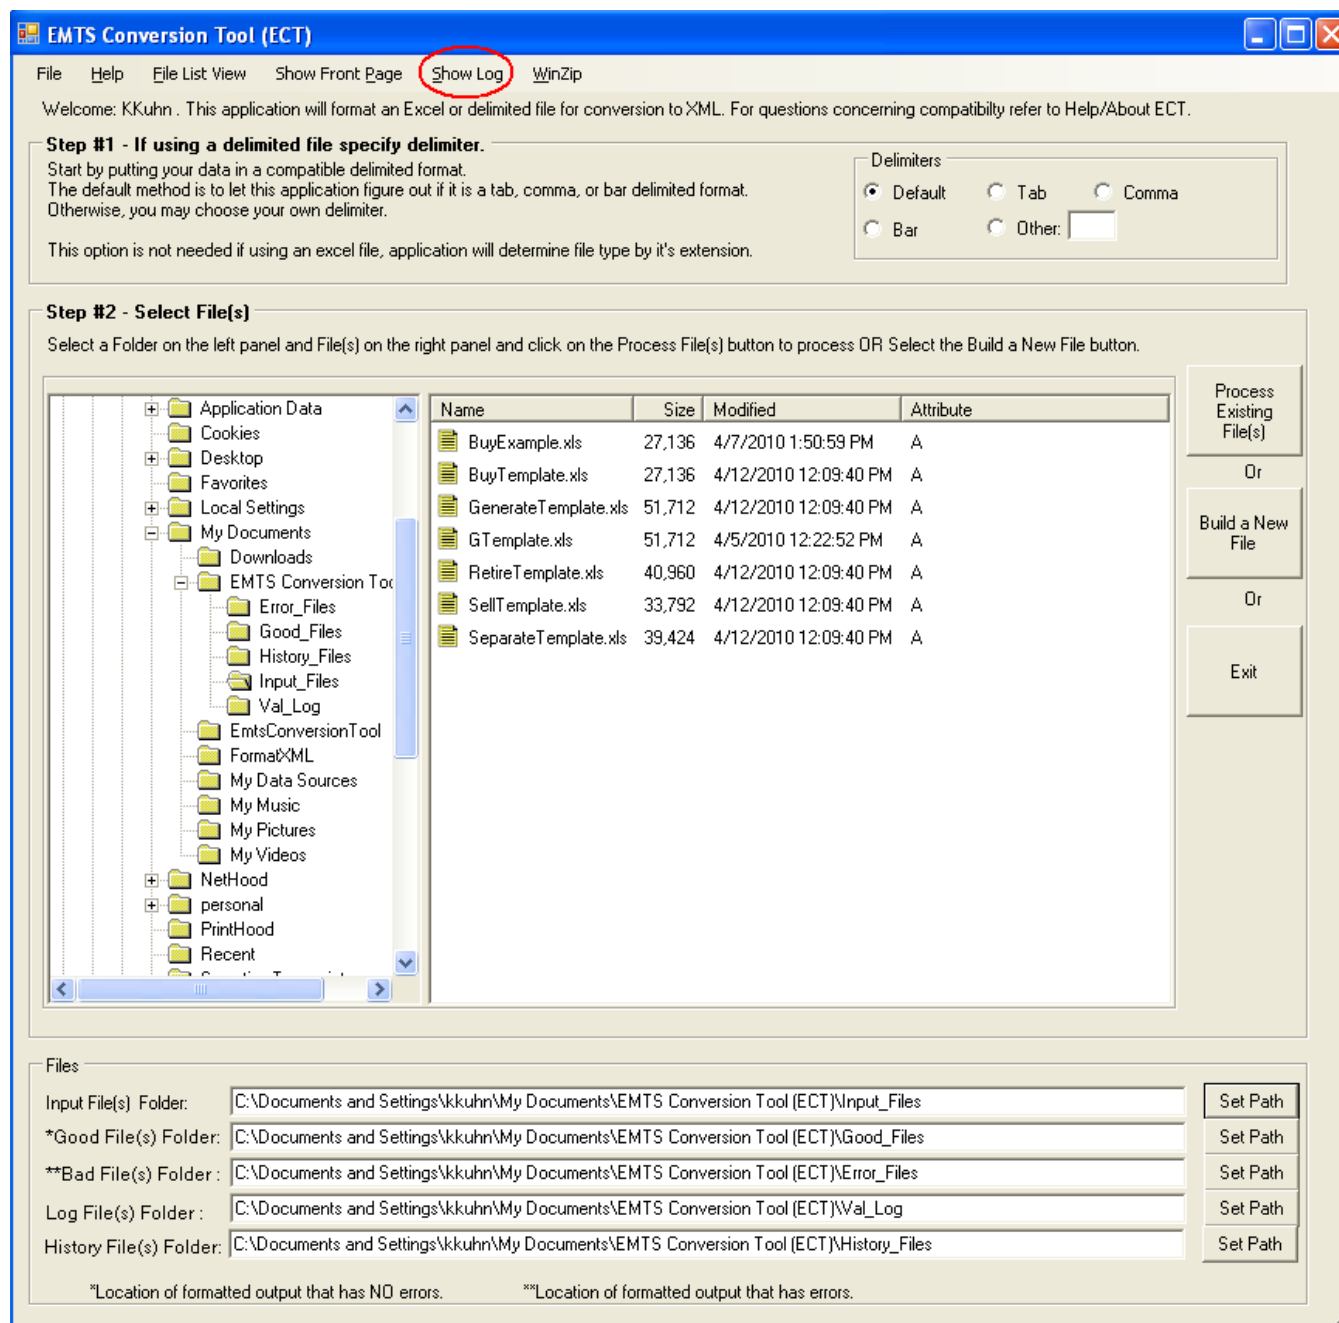 EMTS Conversion Tool (ECT)
File Help File List View Show Front Page Show Log WinZip
Welcome: KKuhn . This application will format an Excel or delimited file for conversion to XML. For questions concerning compatibilty refer to Help/About ECT.
Step #1 - If using a delimited file specify delimiter.
Start by putting your data in a compatible delimited format.
The default method is to let this application figure out if it is a tab, comma, or bar delimited format.
Otherwise, you may choose your own delimiter.
This option is not needed if using an excel file, application will determine file type by it's extension.
Delimiters
Default Tab Comma
Bar Other:
Step #2 - Select File(s)
Select a Folder on the left panel and File(s) on the right panel and click on the Process File(s) button to process OR Select the Build a New File button.
Application Data
Cookies
Desktop
Favorites
Local Settings
My Documents
Downloads
EMTS Conversion Too
Error_Files
Good_Files
History_Files
Input_Files
Val_Log
EmtsConversionTool
FormatXML
My Data Sources
My Music
My Pictures
My Videos
NetHood
personal
PrintHood
Recent
Name Size Modified Attribute
BuyExample.xls 27,136 4/7/2010 1:50:59 PM A
BuyTemplate.xls 27,136 4/12/2010 12:09:40 PM A
GenerateTemplate.xls 51,712 4/12/2010 12:09:40 PM A
GTemplate.xls 51,712 4/5/2010 12:22:52 PM A
RetireTemplate.xls 40,960 4/12/2010 12:09:40 PM A
SellTemplate.xls 33,792 4/12/2010 12:09:40 PM A
SeparateTemplate.xls 39,424 4/12/2010 12:09:40 PM A
Process
Existing
File(s)
Or
Build a New
File
Or
Exit
Files
Input File(s) Folder: C:\Documents and Settings\kkuhn\My Documents\EMTS Conversion Tool (ECT)\Input_Files Set Path
*Good File(s) Folder: C:\Documents and Settings\kkuhn\My Documents\EMTS Conversion Tool (ECT)\Good_Files Set Path
**Bad File(s) Folder : C:\Documents and Settings\kkuhn\My Documents\EMTS Conversion Tool (ECT)\Error_Files Set Path
Log File(s) Folder : C:\Documents and Settings\kkuhn\My Documents\EMTS Conversion Tool (ECT)\Val_Log Set Path
History File(s) Folder: C:\Documents and Settings\kkuhn\My Documents\EMTS Conversion Tool (ECT)\History_Files Set Path
*Location of formatted output that has NO errors. **Location of formatted output that has errors.